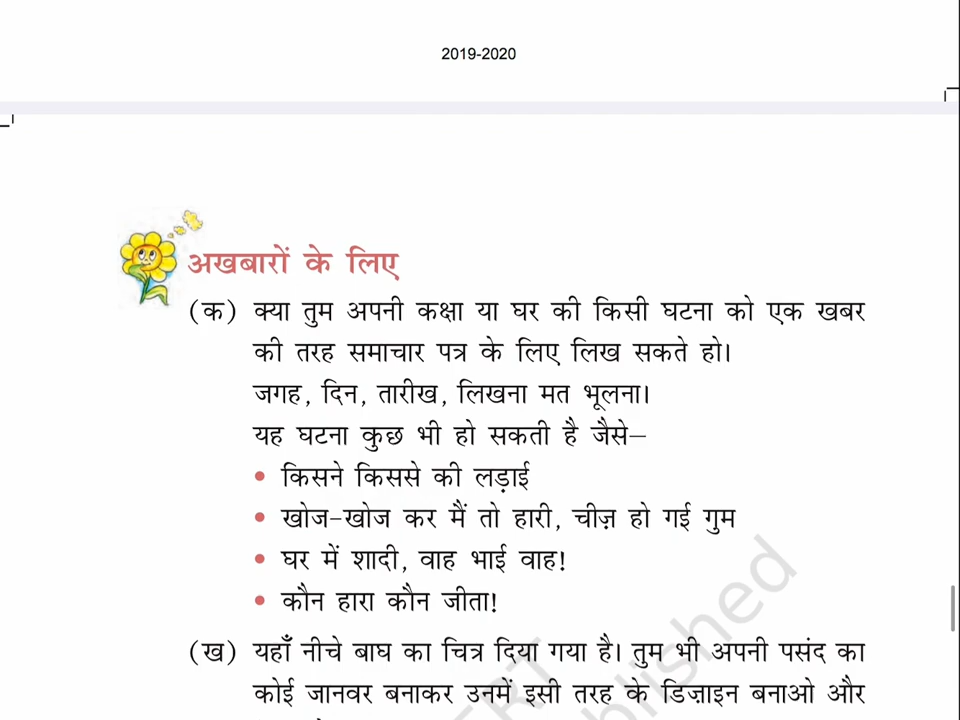 2019-2020
अखबारों के लिए
(क) क्या तुम अपनी कक्षा या घर की किसी घटना को एक खबर
की तरह समाचार पत्र के लिए लिख सकते हो।
जगह, दिन, तारीख, लिखना मत भूलना।
यह घटना कुछ भी हो सकती है जैसे–
• किसने किससे की लड़ाई
• खोज-खोज कर मैं तो हारी, चीज़ हो गई गुम
• घर में शादी, वाह भाई वाह!
• कौन हारा कौन जीता!
(ख) यहाँ नीचे बाघ का चित्र दिया गया है। तुम भी अपनी पसंद का
कोई जानवर बनाकर उनमें इसी तरह के डिज़ाइन बनाओ और